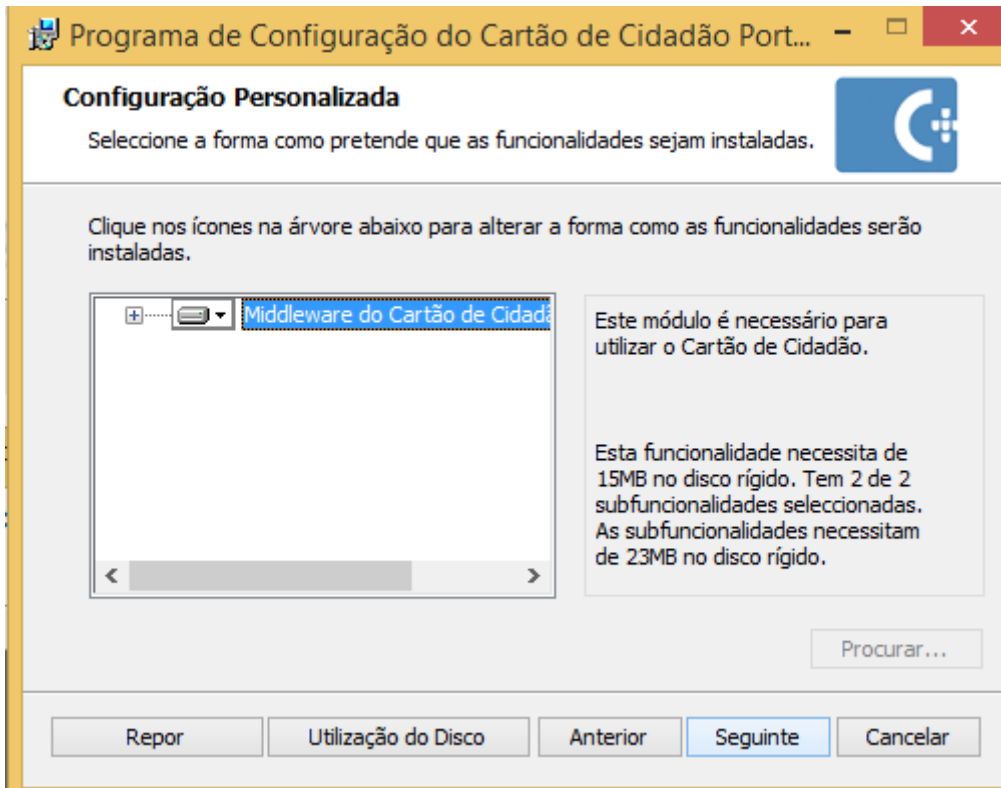 Programa de Configuração do Cartão de Cidadão Port...
Configuração Personalizada
Seleccione a forma como pretende que as funcionalidades sejam instaladas.
Clique nos ícones na árvore abaixo para alterar a forma como as funcionalidades serão
instaladas.
Middleware do Cartão de Cidadã
Este módulo é necessário para
utilizar o Cartão de Cidadão.
Esta funcionalidade necessita de
15MB no disco rígido. Tem 2 de 2
subfuncionalidades seleccionadas.
As subfuncionalidades necessitam
de 23MB no disco rígido.
Procurar...
Repor
Utilização do Disco
Anterior
Seguinte
Cancelar